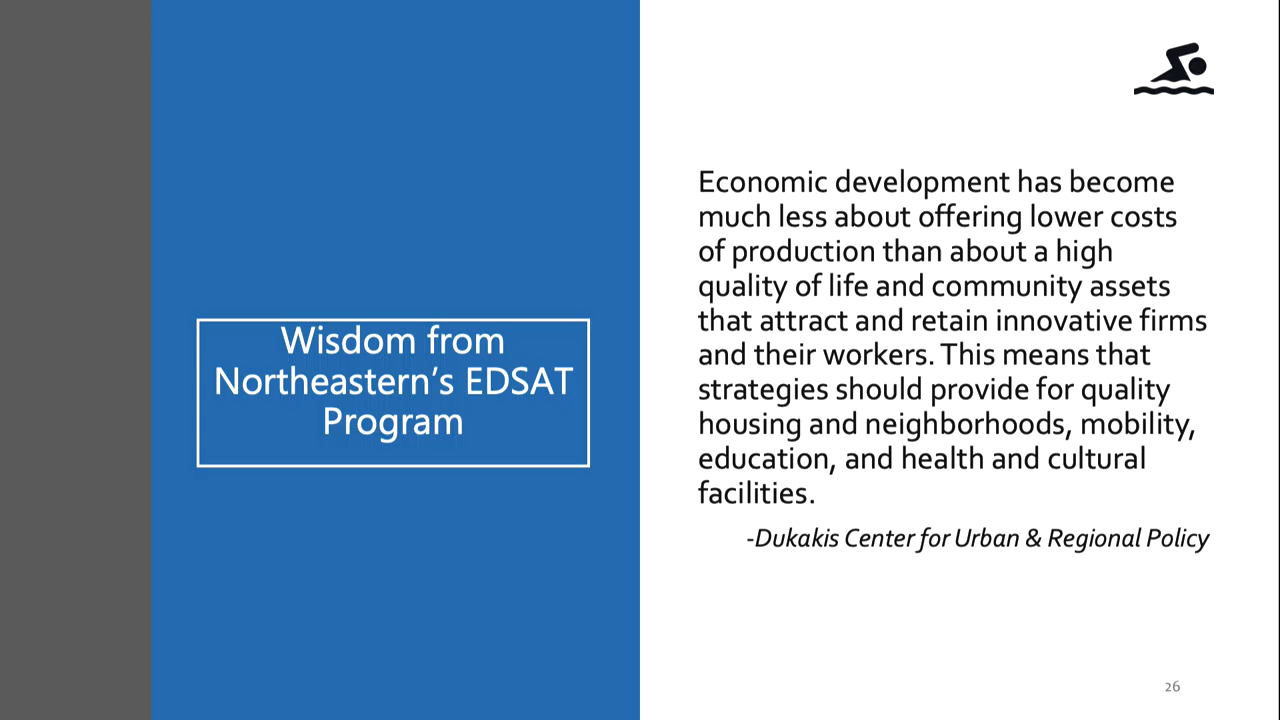 Wisdom from
Northeastern's EDSAT
Program
Economic development has become
much less about offering lower costs
of production than about a high
quality of life and community assets
that attract and retain innovative firms
and their workers. This means that
strategies should provide for quality
housing and neighborhoods, mobility,
education, and health and cultural
facilities.
-Dukakis Center for Urban & Regional Policy
26